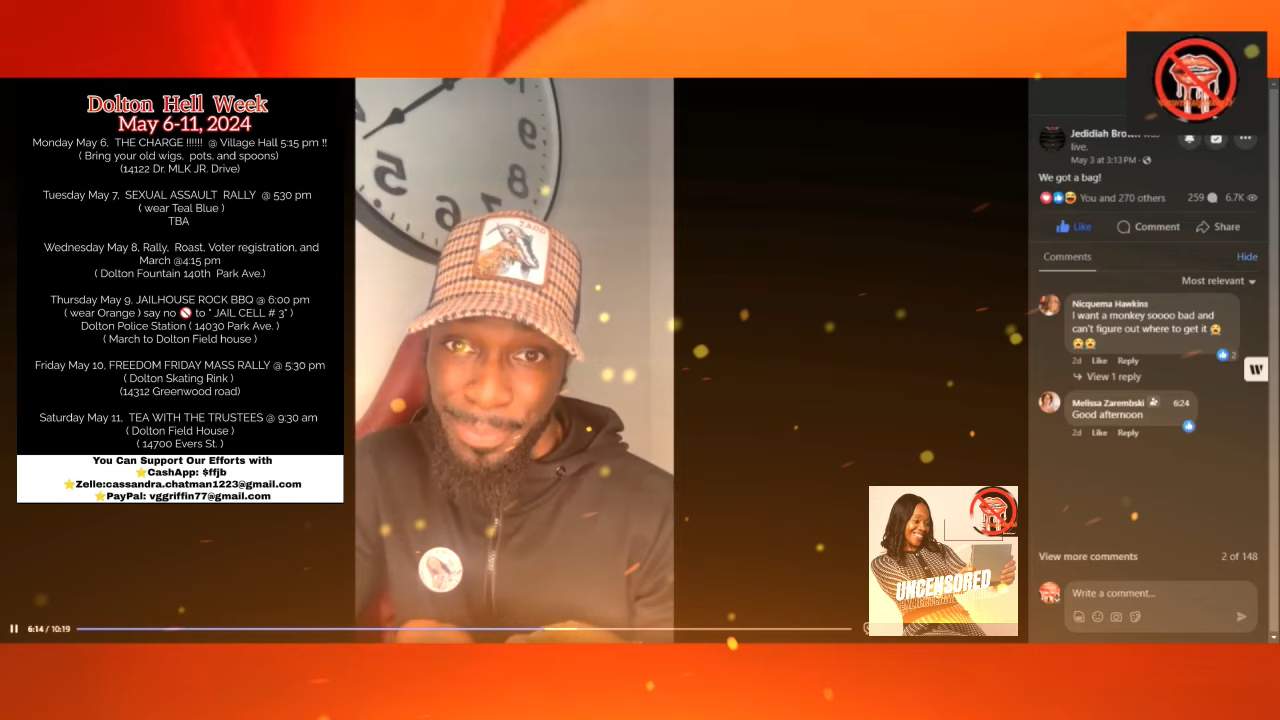 Dolton Hell Week
May 6-11, 2024
Monday May 6, THE CHARGE !!!!!! @ Village Hall 5:15 pm !!
( Bring your old wigs, pots, and spoons)
(14122 Dr. MLK JR. Drive)
Tuesday May 7, SEXUAL ASSAULT RALLY @ 530 pm
( wear Teal Blue )
TBA
Wednesday May 8, Rally, Roast, Voter registration, and
March @4:15 pm
( Dolton Fountain 140th Park Ave.)
Thursday May 9, JAILHOUSE ROCK BBQ @ 6:00 pm
( wear Orange ) say no 🚫 to " JAIL CELL # 3" )
Dolton Police Station ( 14030 Park Ave. )
( March to Dolton Field house )
Friday May 10, FREEDOM FRIDAY MASS RALLY @ 5:30 pm
( Dolton Skating Rink )
(14312 Greenwood road)
Saturday May 11, TEA WITH THE TRUSTEES @ 9:30 am
( Dolton Field House )
( 14700 Evers St. )
You Can Support Our Efforts with
⭐CashApp: $ffjb
⭐Zelle:cassandra.chatman1223@gmail.com
⭐PayPal: vggriffin77@gmail.com
6:14 / 10:19
5
6
8
9
UNCENSORED
Jedidiah Brown was
live.
May 3 at 3:13 PM ·
We got a bag!
You and 270 others
259
6.7K
Like
Comment
Share
Comments
Hide
Most relevant
Nicquema Hawkins
I want a monkey soooo bad and
can't figure out where to get it 😭
😭😭
2
2d Like Reply
View 1 reply
Melissa Zarembski 6:24
Good afternoon
2d Like Reply
W
View more comments 2 of 148
Write a comment...